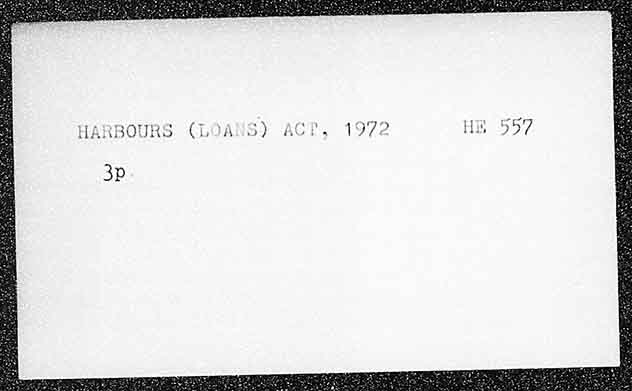 HARBOURS (LOANS) ACT, 1972 HE 557
3p.